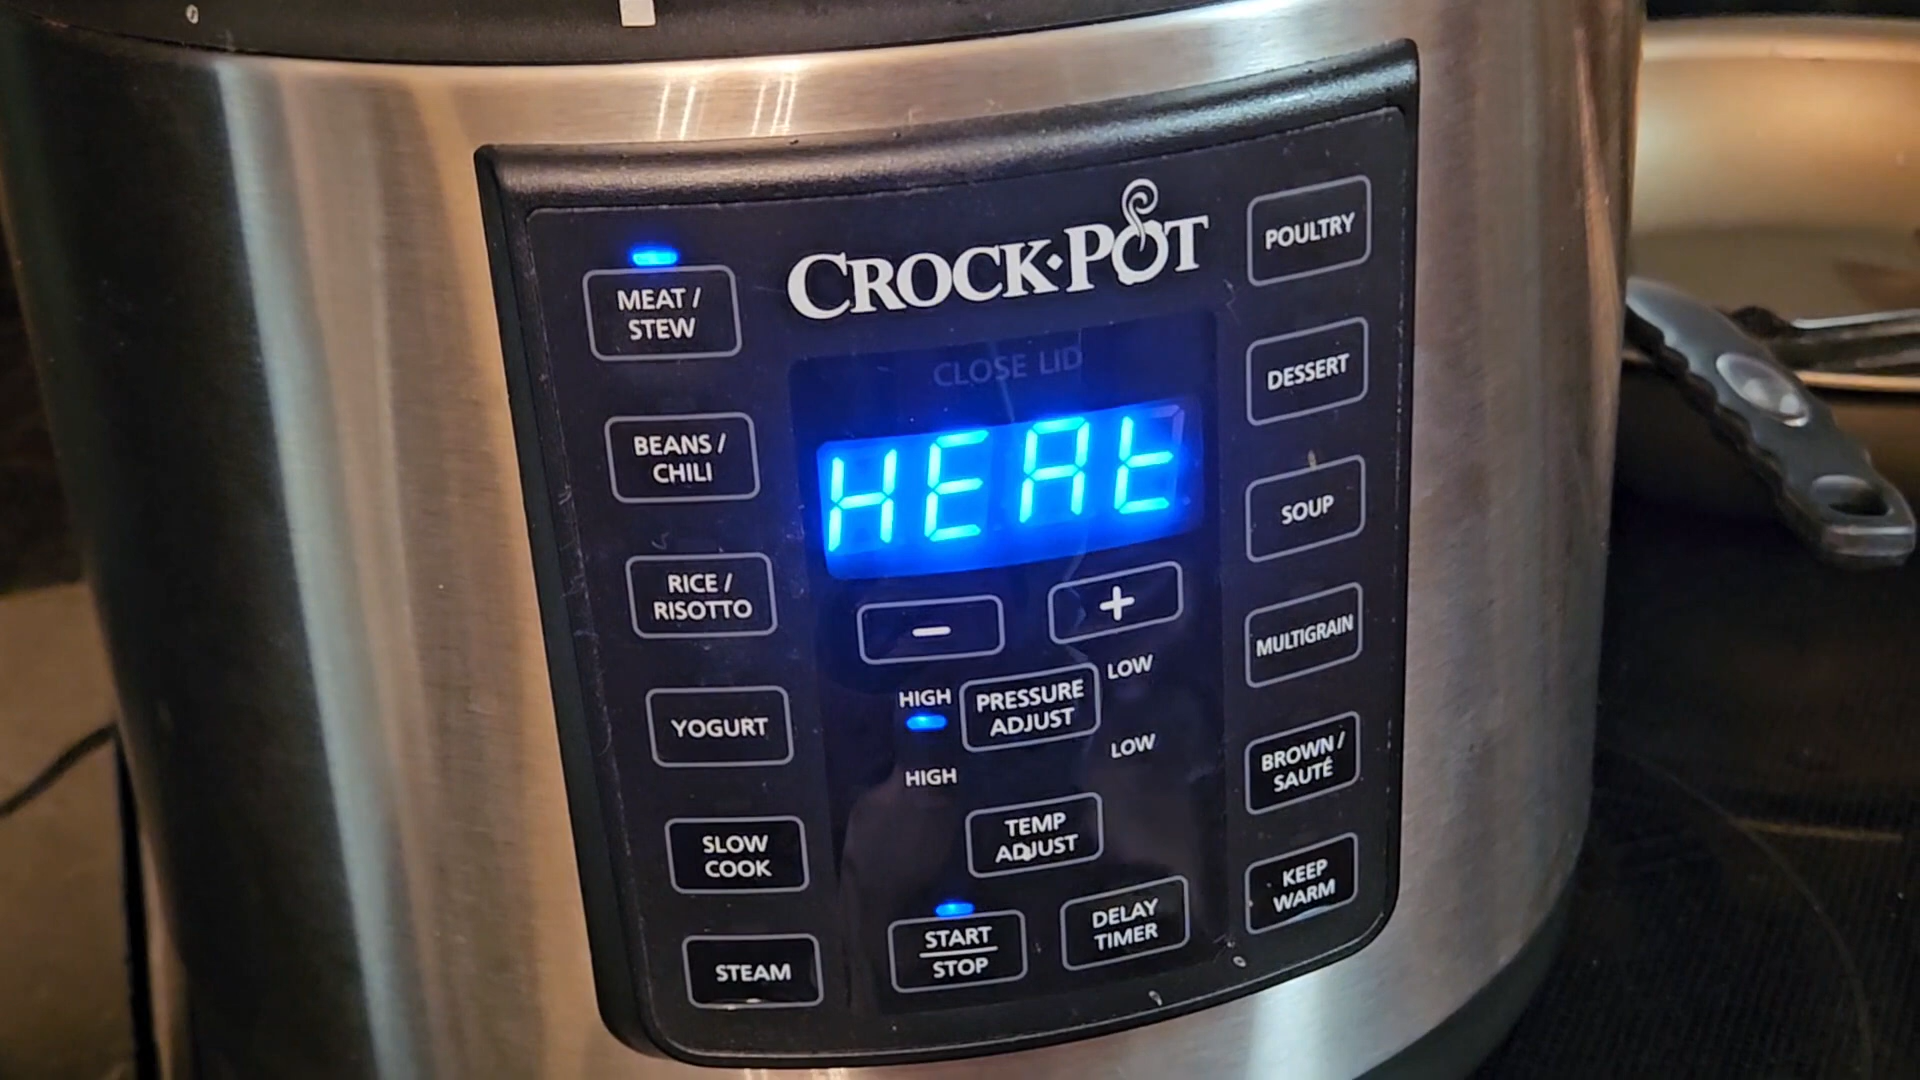 CROCK·POT
CLOSE LID
HEAt
MEAT /
STEW
BEANS /
CHILI
RICE /
RISOTTO
YOGURT
SLOW
COOK
STEAM
−
+
HIGH
PRESSURE
ADJUST
LOW
HIGH
LOW
TEMP
ADJUST
START
STOP
DELAY
TIMER
POULTRY
DESSERT
SOUP
MULTIGRAIN
BROWN /
SAUTÉ
KEEP
WARM